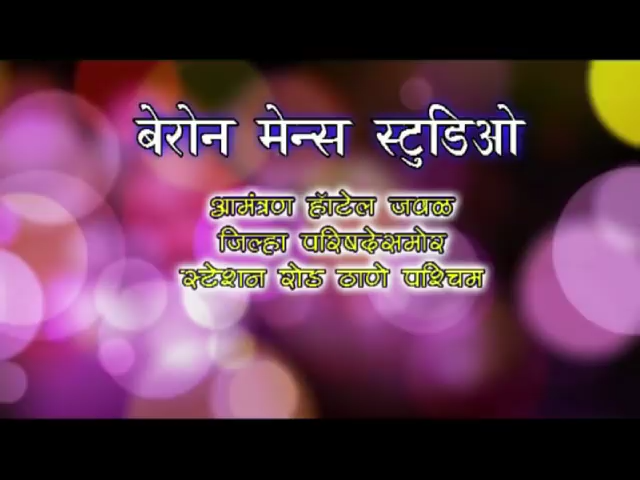 बेरोन मेन्स स्टुडिओ
आमंत्रण हॉटेल जवळ
जिल्हा परिषदेसमोर
स्टेशन रोड ठाणे पश्चिम